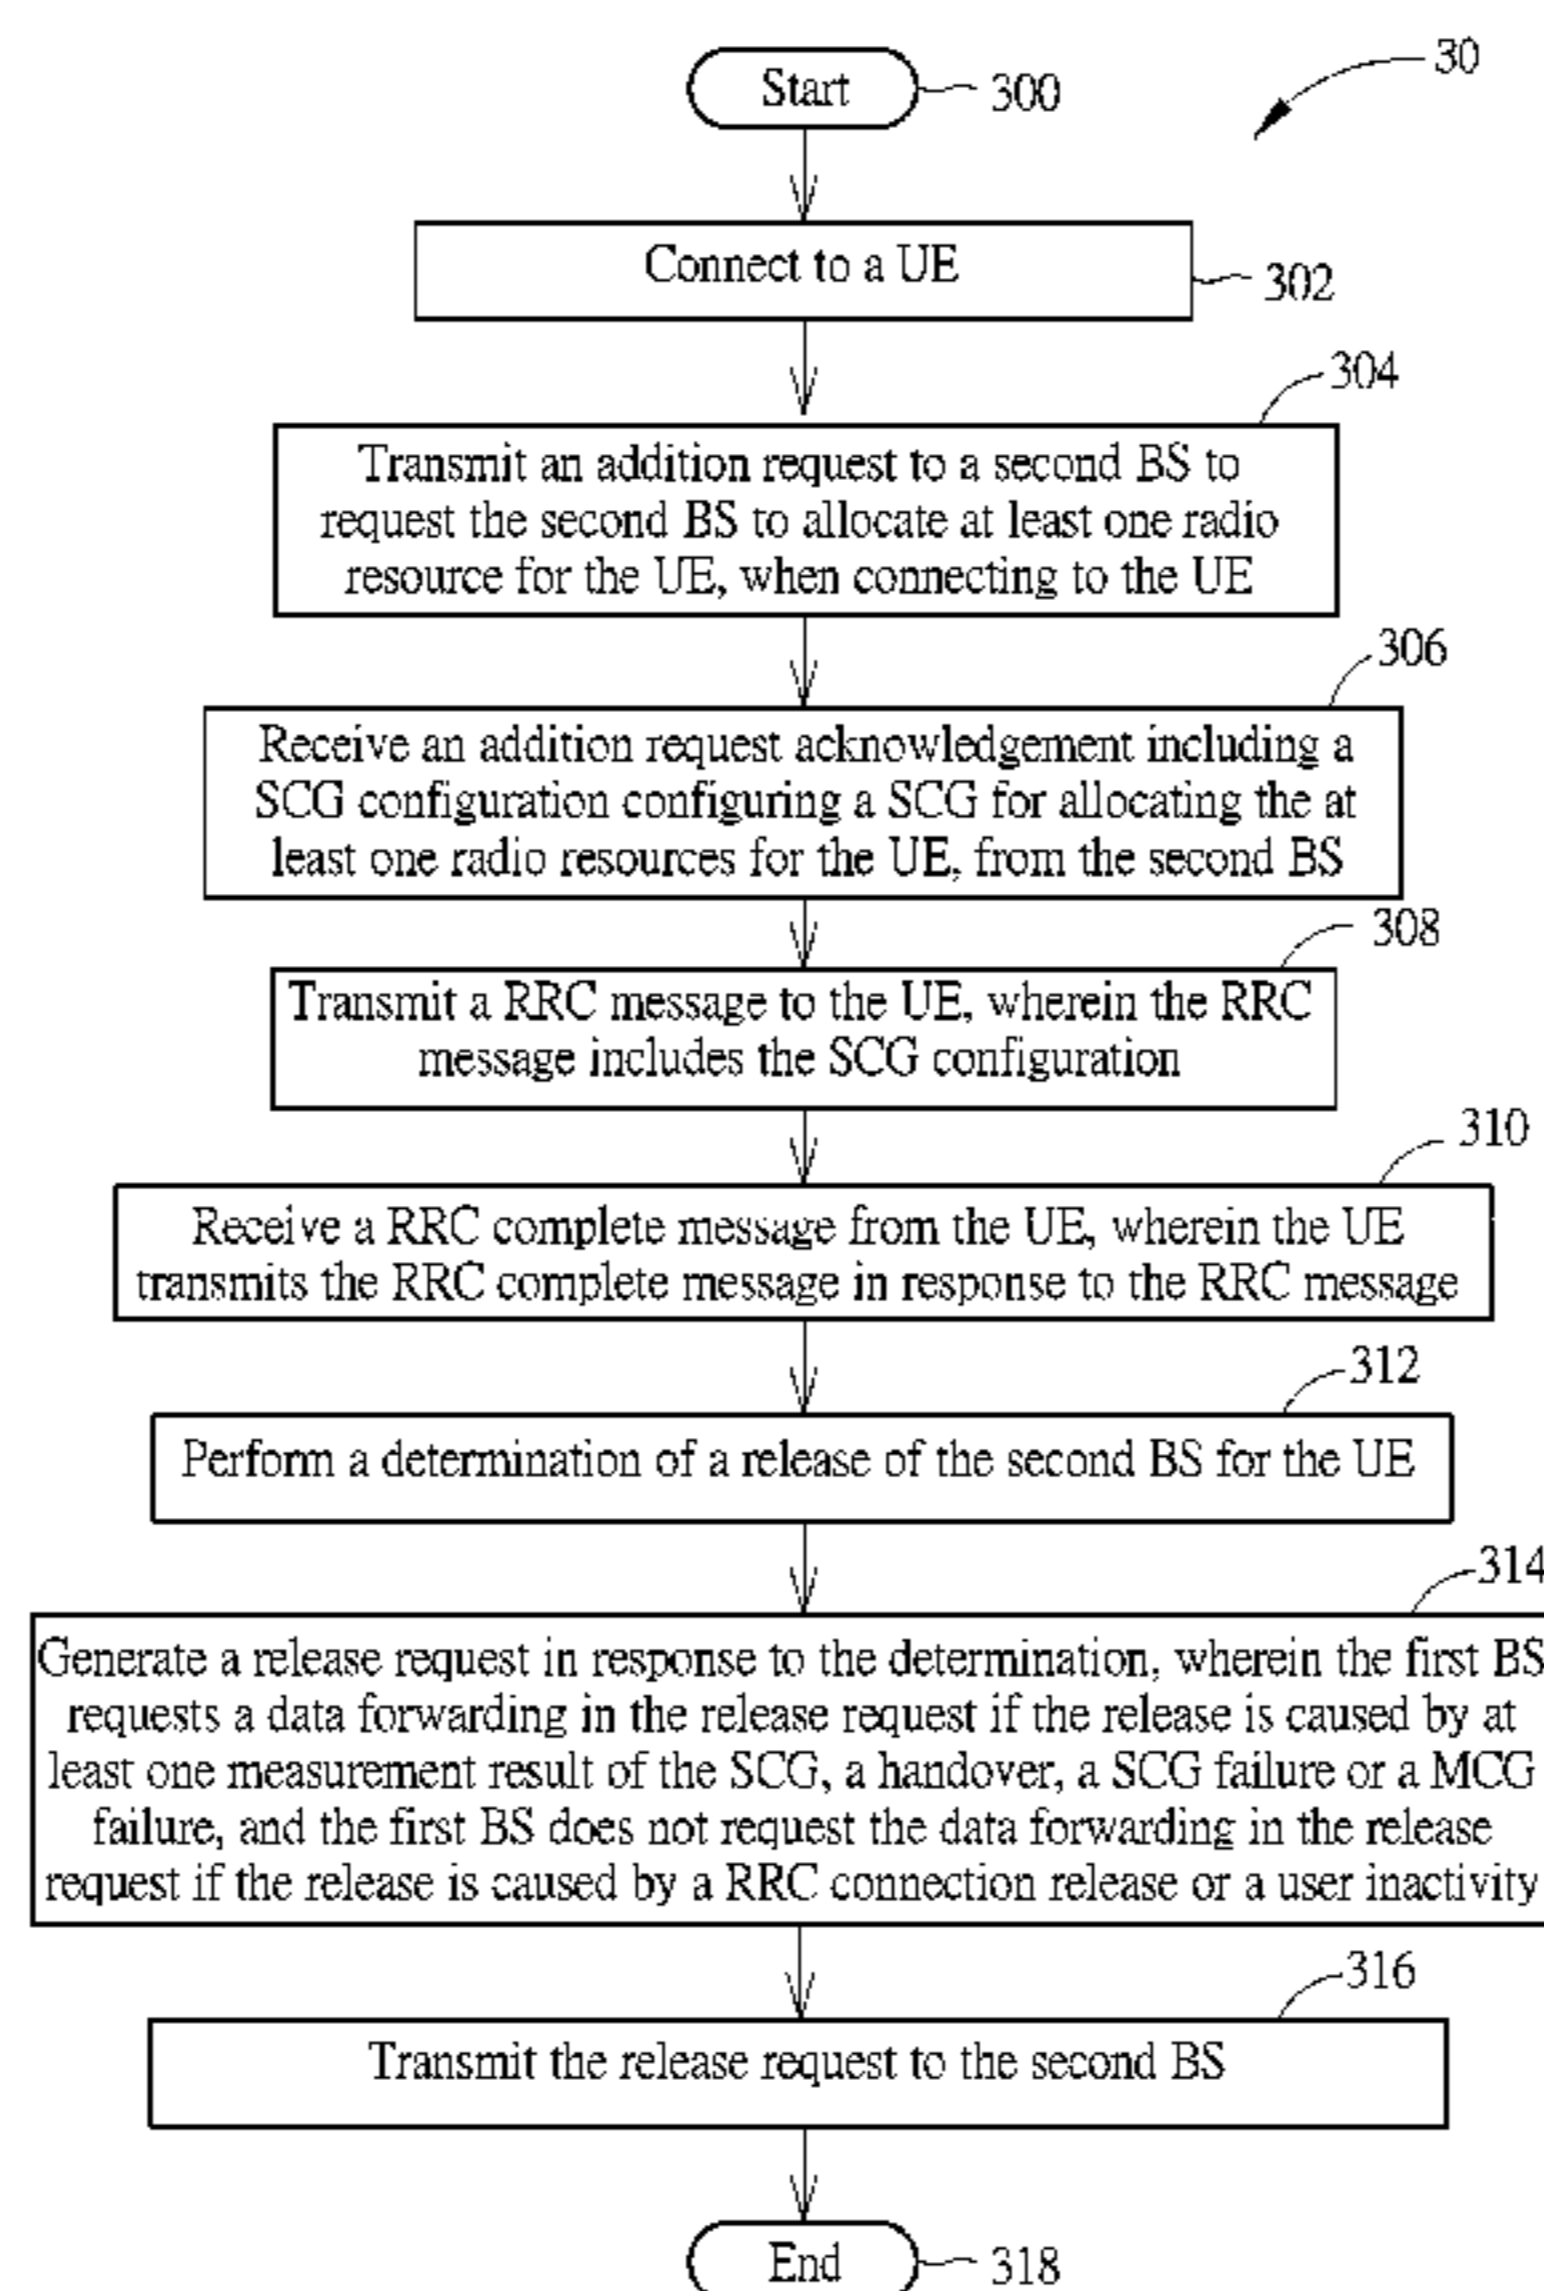 30
Start
300
Connect to a UE
302
304
Transmit an addition request to a second BS to
request the second BS to allocate at least one radio
resource for the UE, when connecting to the UE
306
Receive an addition request acknowledgement including a
SCG configuration configuring a SCG for allocating the at
least one radio resources for the UE, from the second BS
308
Transmit a RRC message to the UE, wherein the RRC
message includes the SCG configuration
310
Receive a RRC complete message from the UE, wherein the UE
transmits the RRC complete message in response to the RRC message
312
Perform a determination of a release of the second BS for the UE
314
Generate a release request in response to the determination, wherein the first BS
requests a data forwarding in the release request if the release is caused by at
least one measurement result of the SCG, a handover, a SCG failure or a MCG
failure, and the first BS does not request the data forwarding in the release
request if the release is caused by a RRC connection release or a user inactivity
316
Transmit the release request to the second BS
End
318